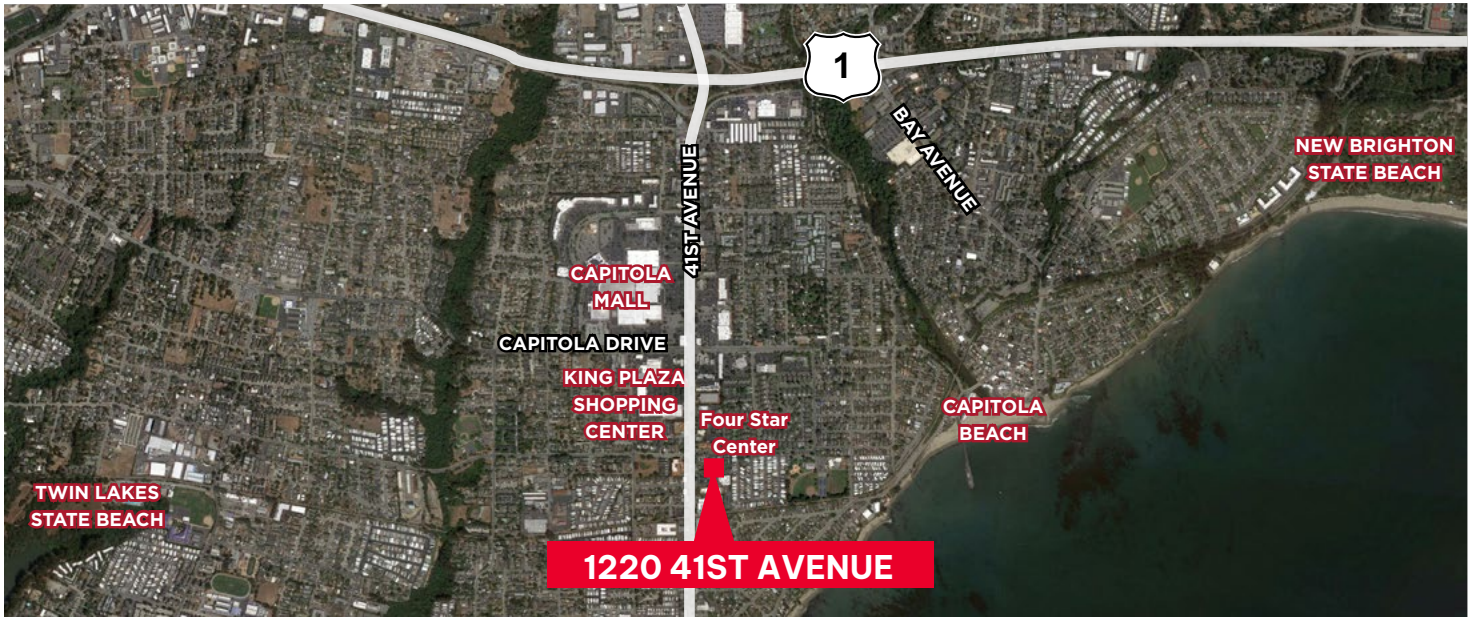 1
BAY AVENUE
NEW BRIGHTON
STATE BEACH
41ST AVENUE
CAPITOLA
MALL
CAPITOLA DRIVE
KING PLAZA
SHOPPING
CENTER
Four Star
Center
CAPITOLA
BEACH
TWIN LAKES
STATE BEACH
1220 41ST AVENUE